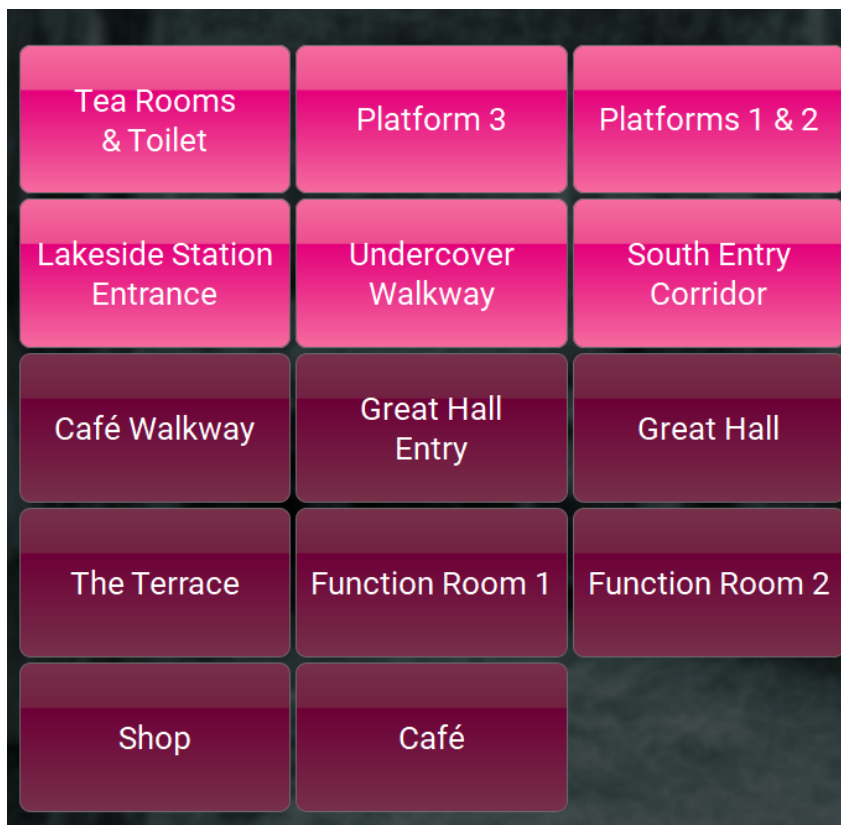 Tea Rooms
& Toilet
Platform 3
Platforms 1 & 2
Lakeside Station
Entrance
Undercover
Walkway
South Entry
Corridor
Café Walkway
Great Hall
Entry
Great Hall
The Terrace
Function Room 1
Function Room 2
Shop
Café